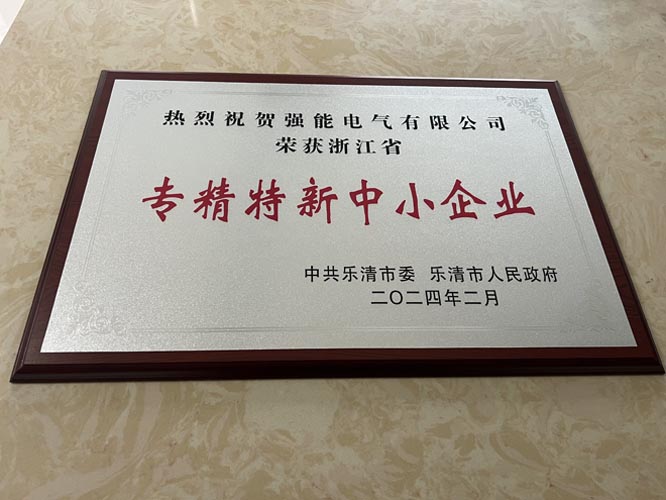 热烈祝贺强能电气有限公司
荣获浙江省
专精特新中小企业
中共乐清市委 乐清市人民政府
二〇二四年二月